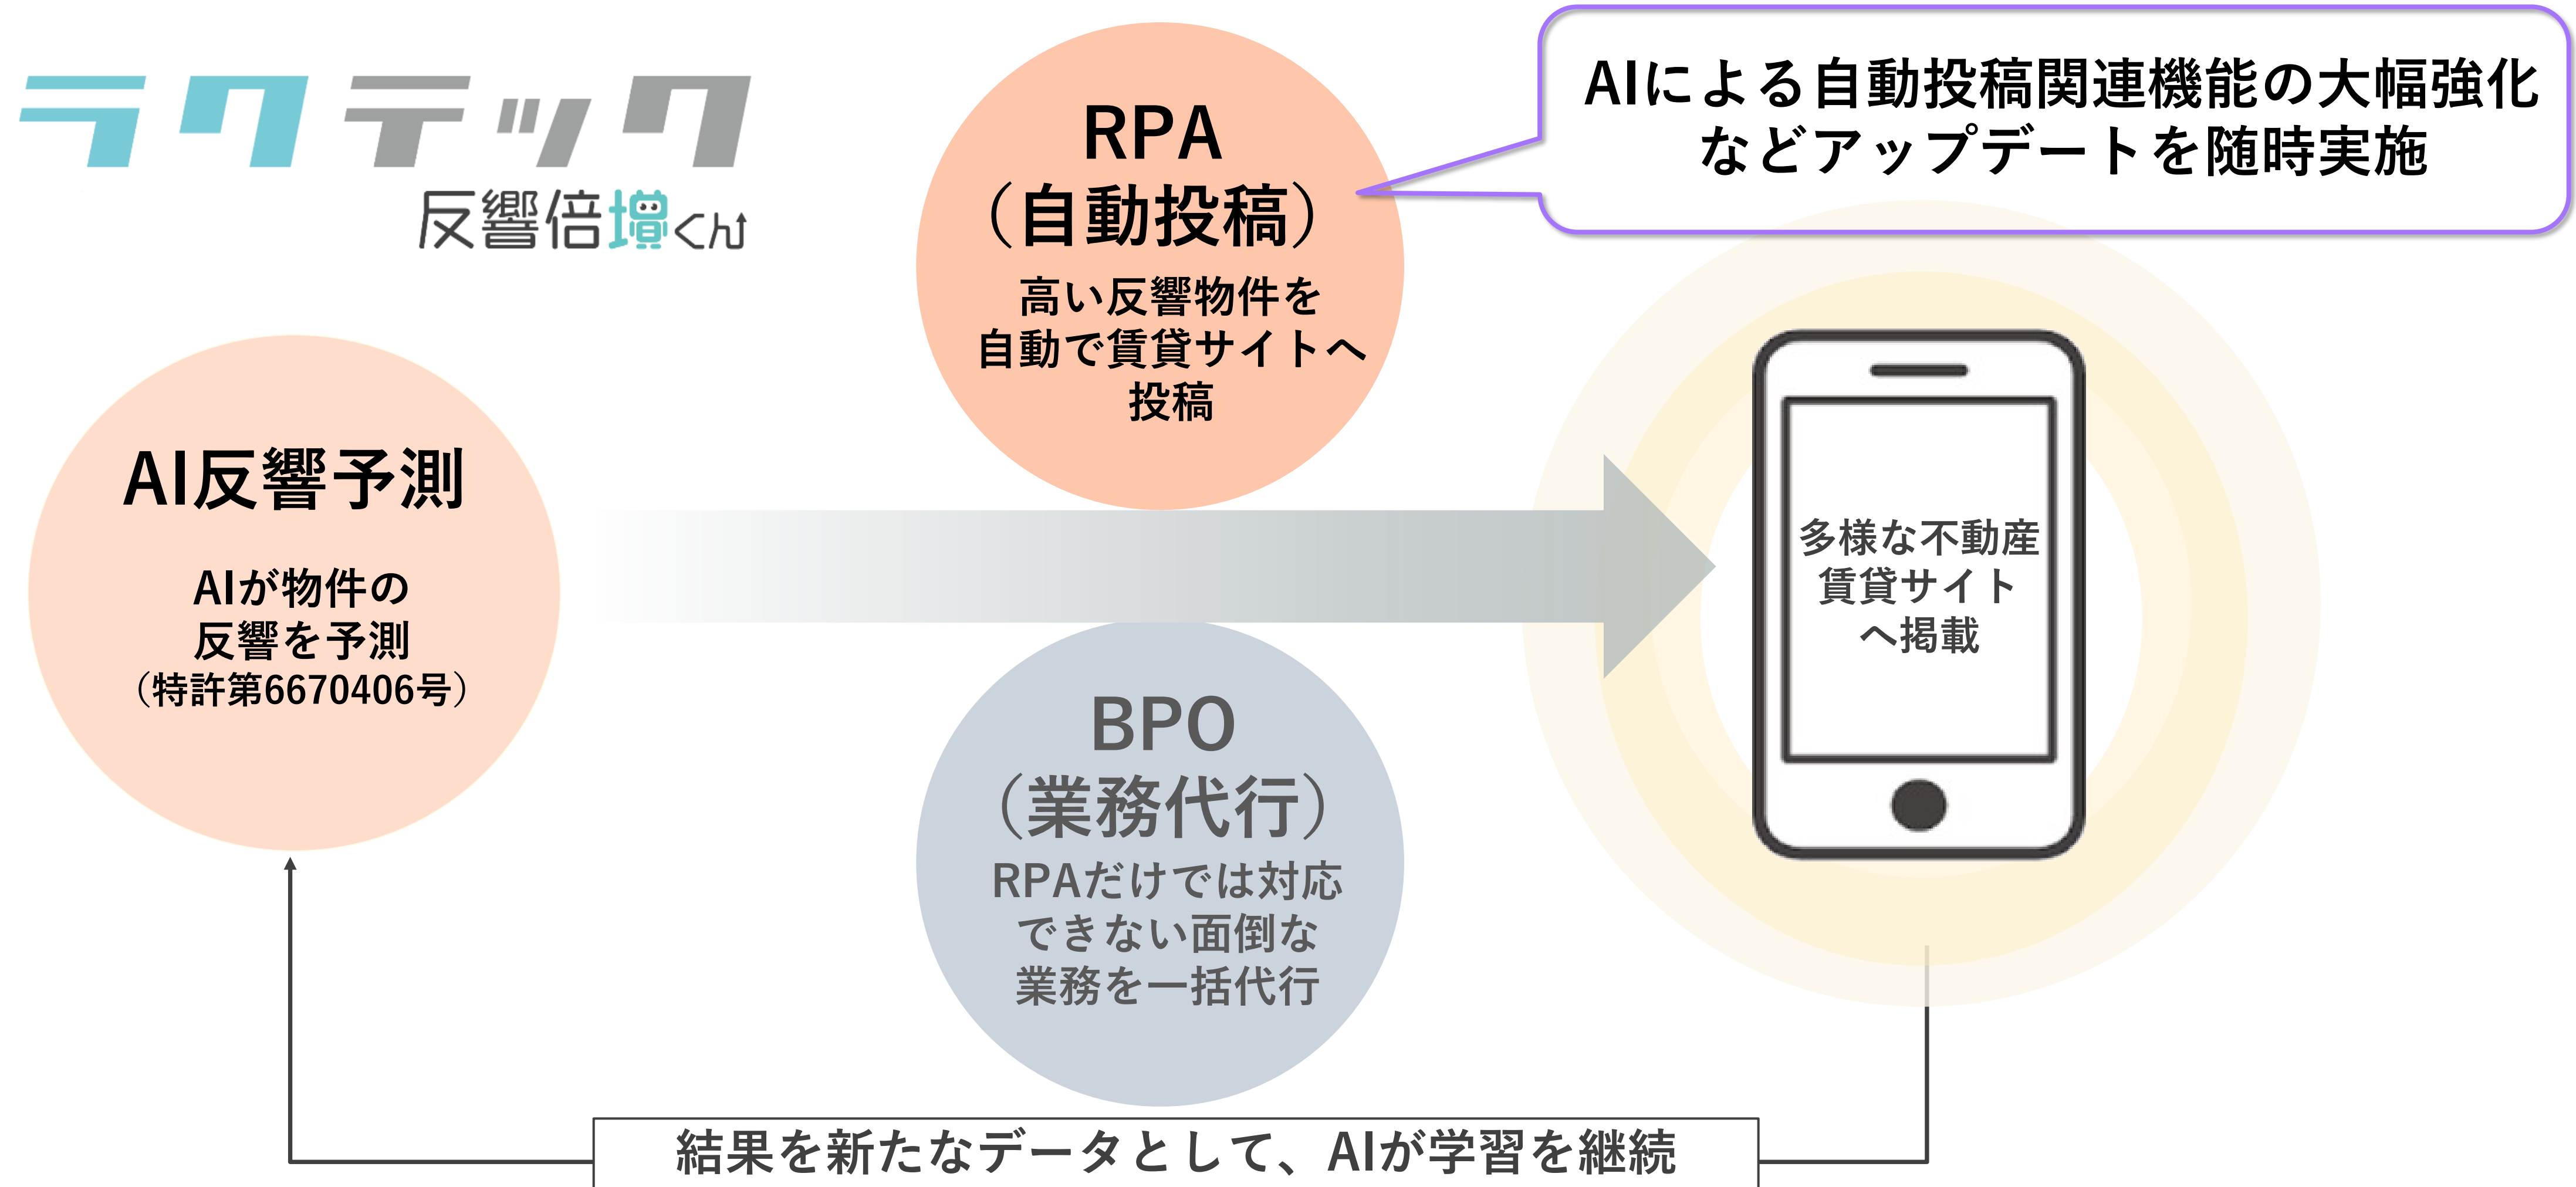 ラクテック
反響倍増くん
RPA
（自動投稿）
高い反響物件を
自動で賃貸サイトへ
投稿
AIによる自動投稿関連機能の大幅強化
などアップデートを随時実施
AI反響予測
AIが物件の
反響を予測
（特許第6670406号）
多様な不動産
賃貸サイト
へ掲載
BPO
（業務代行）
RPAだけでは対応
できない面倒な
業務を一括代行
結果を新たなデータとして、AIが学習を継続